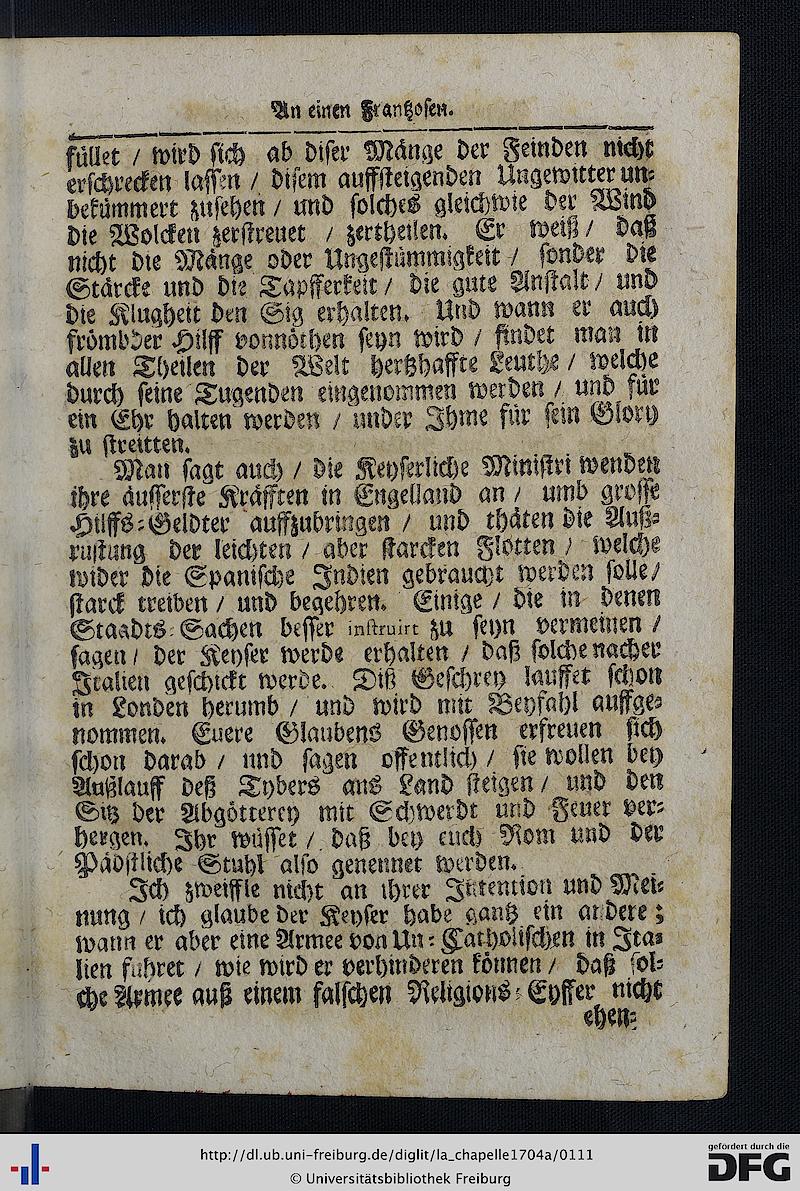 An einen Frantzosen.
füllet / wird sich ab diser Mänge der Feinden nicht
erschrecken lassen / disem auffsteigenden Ungewitter un-
bekümmert zusehen / und solches gleichwie der Wind
die Wolcken zerstreuet / zertheilen. Er weiß / daß
nicht die Mänge oder Ungestümmigkeit / sonder die
Stärcke und die Tapfferkeit / die gute Anstalt / und
die Klugheit den Sig erhalten. Und wann er auch
frömbder Hilff vonnöthen seyn wird / findet man in
allen Theilen der Welt hertzhaffte Leuthe / welche
durch seine Tugenden eingenommen werden / und für
ein Ehr halten werden / under Ihme für sein Glory
zu streitten.
Man sagt auch / die Keyserliche Ministri wenden
ihre äusserste Kräfften in Engelland an / umb grosse
Hilffs-Geldter auffzubringen / und thäten die Auß-
rustung der leichten / aber starcken Flotten / welche
wider die Spanische Indien gebraucht werden solle /
starck treiben / und begehren. Einige / die in denen
Staadts-Sachen besser instruirt zu seyn vermeinen /
sagen / der Keyser werde erhalten / daß solche nacher
Italien geschickt werde. Diß Geschrey lauffet schon
in Londen herumb / und wird mit Beyfahl auffge-
nommen. Euere Glaubens Genossen erfreuen sich
schon darab / und sagen offentlich / sie wollen bey
Außlauff deß Tybers ans Land steigen / und den
Sitz der Abgötterey mit Schwerdt und Feuer ver-
hergen. Ihr wüsset / daß bey euch Rom und der
Päbstliche Stuhl also genennet werden.
Ich zweiffle nicht an ihrer Intention und Mei-
nung / ich glaube der Keyser habe gantz ein andere;
wann er aber eine Armee von Un-Catholischen in Ita-
lien führet / wie wird er verhinderen können / daß sol-
che Armee auß einem falschen Religions-Eyffer nicht
ehen-
http://dl.ub.uni-freiburg.de/diglit/la_chapelle1704a/0111
© Universitätsbibliothek Freiburg
gefördert durch die
DFG